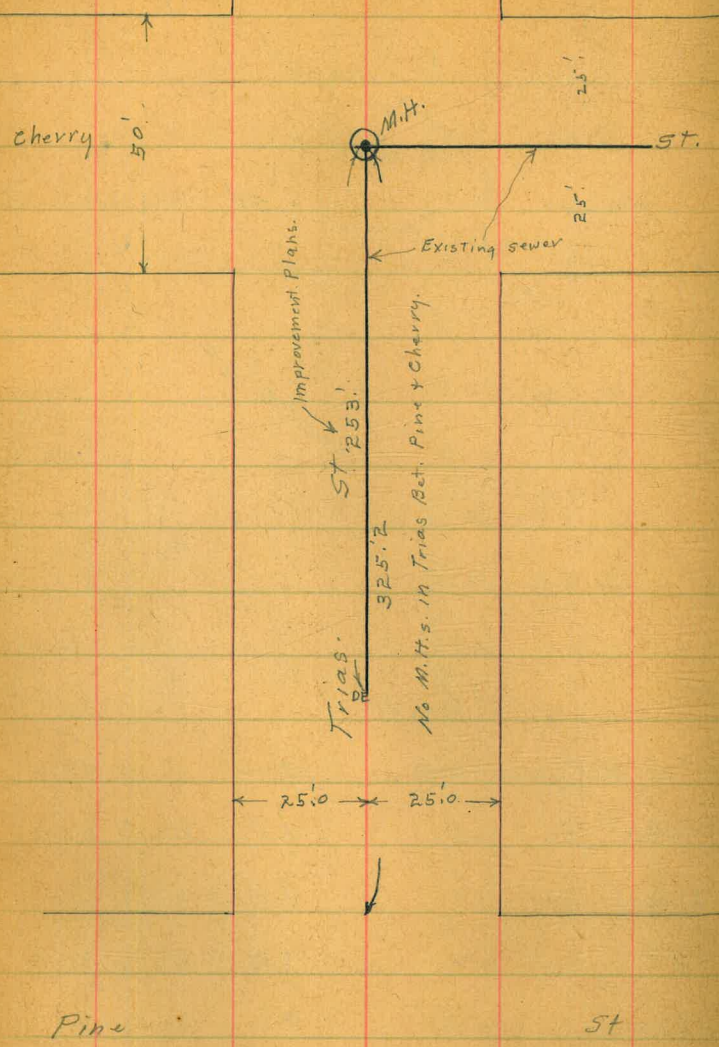 M.H.
25'
Cherry
50'
St.
25'
Existing sewer
Improvement Plans.
St 253.'
No M.H.s. in Trias Bet. Pine & Cherry.
325.'2
Trias.
DE
25.'0
25.'0
Pine
St